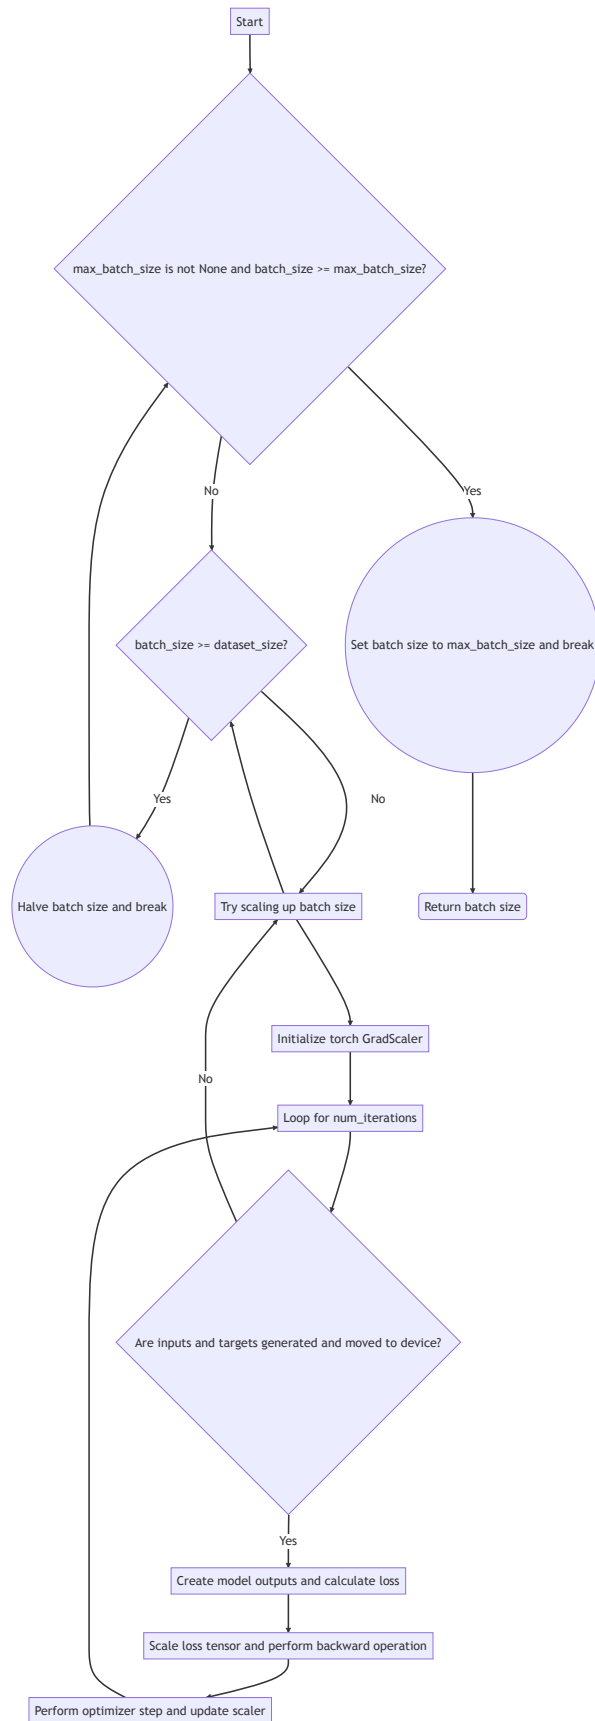 Start
max_batch_size is not None and batch_size >= max_batch_size?
No
Yes
batch_size >= dataset_size?
Set batch size to max_batch_size and break
Yes
No
Halve batch size and break
Try scaling up batch size
Return batch size
Initialize torch GradScaler
No
Loop for num_iterations
Are inputs and targets generated and moved to device?
Yes
Create model outputs and calculate loss
Scale loss tensor and perform backward operation
Perform optimizer step and update scaler